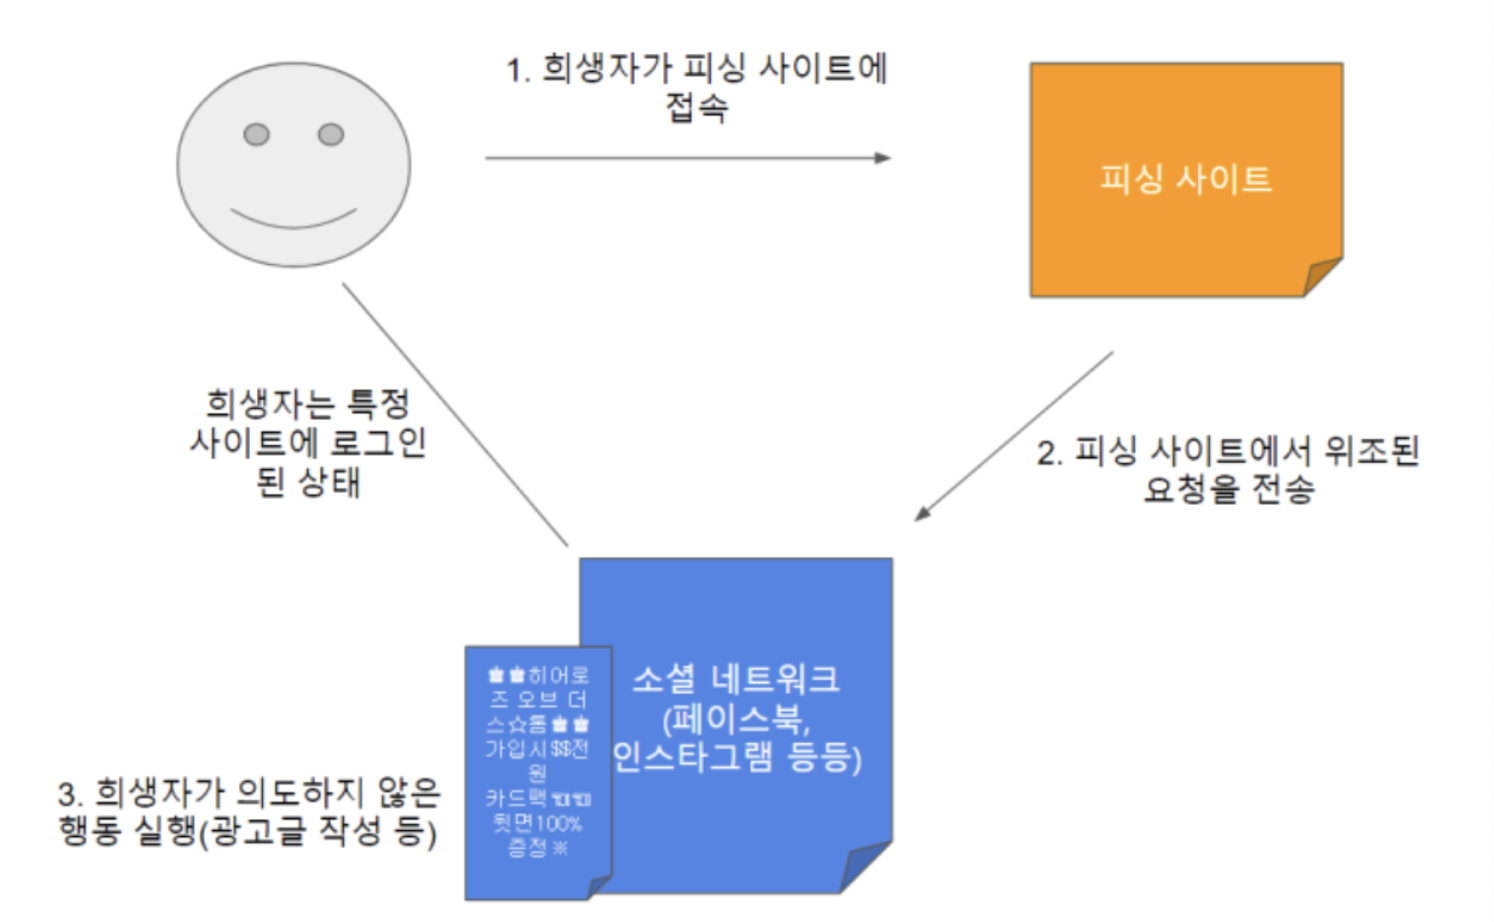 1. 희생자가 피싱 사이트에
접속
피싱 사이트
희생자는 특정
사이트에 로그인
된 상태
2. 피싱 사이트에서 위조된
요청을 전송
소셜 네트워크
(페이스북,
인스타그램 등등)
♚♚히어로
즈 오브 더
스☆톰♚♚
가입시$$전
원
카드팩☜☜
뒷면100%
증정※
3. 희생자가 의도하지 않은
행동 실행(광고글 작성 등)